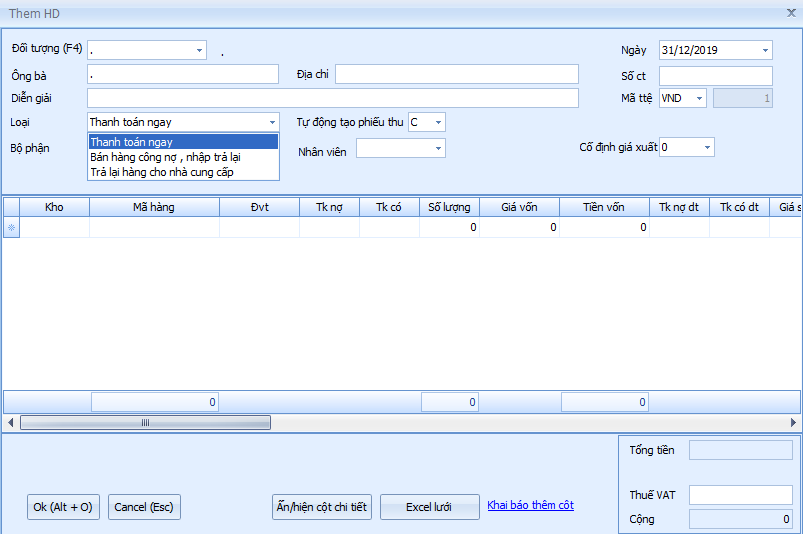 Them HD
Đối tượng (F4) . . Ngày 31/12/2019
Ông bà . Địa chỉ Số ct
Diễn giải Mã ttệ VND 1
Loại Thanh toán ngay Tự động tạo phiếu thu C
Thanh toán ngay
Bộ phận Bán hàng công nợ , nhập trả lại Nhân viên Cố định giá xuất 0
Trả lại hàng cho nhà cung cấp
Kho Mã hàng Đvt Tk nợ Tk có Số lượng Giá vốn Tiền vốn Tk nợ dt Tk có dt Giá s
0 0 0
0 0 0
Tổng tiền
Ok (Alt + O) Cancel (Esc) Ẩn/hiện cột chi tiết Excel lưới Khai báo thêm cột Thuế VAT
Cộng 0